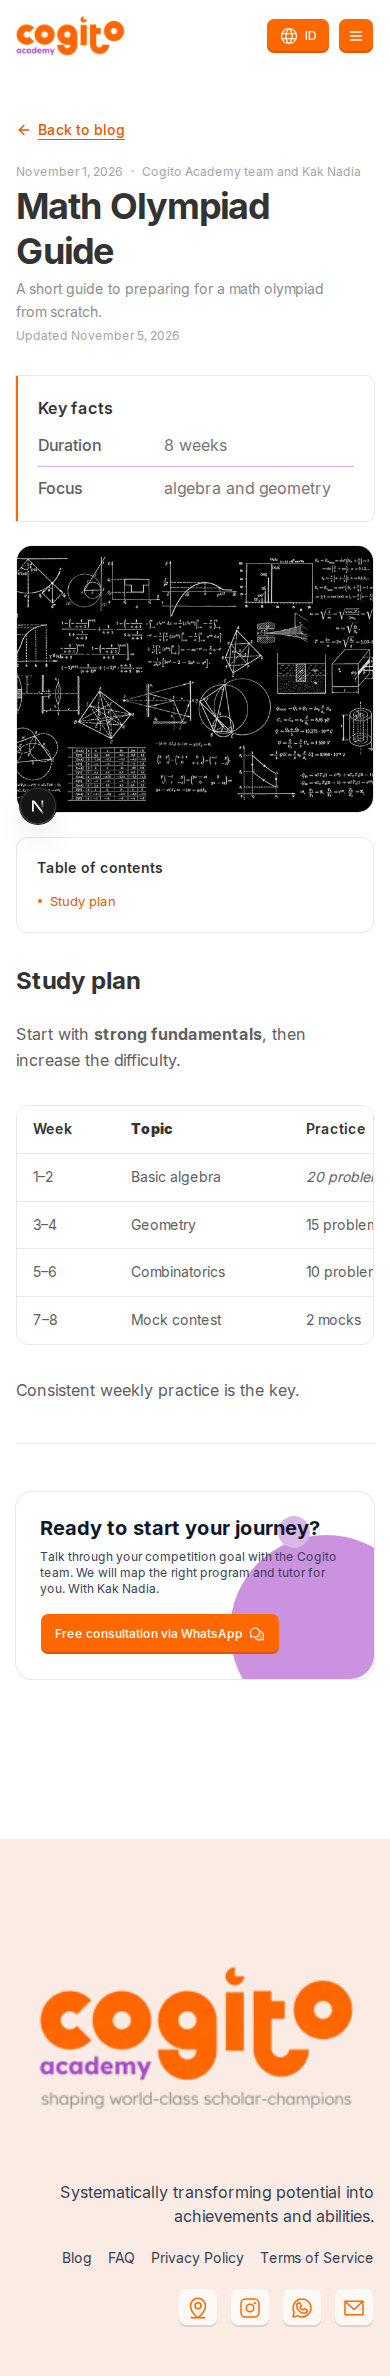 cogito
academy
ID
Back to blog
November 1, 2026 · Cogito Academy team and Kak Nadia
Math Olympiad
Guide
A short guide to preparing for a math olympiad
from scratch.
Updated November 5, 2026
Key facts
Duration 8 weeks
Focus algebra and geometry
N
Table of contents
• Study plan
Study plan
Start with strong fundamentals, then
increase the difficulty.
Week Topic Practice
1–2 Basic algebra 20 proble
3–4 Geometry 15 problem
5–6 Combinatorics 10 proble
7–8 Mock contest 2 mocks
Consistent weekly practice is the key.
Ready to start your journey?
Talk through your competition goal with the Cogito
team. We will map the right program and tutor for
you. With Kak Nadia.
Free consultation via WhatsApp
cogito
academy
shaping world-class scholar-champions
Systematically transforming potential into
achievements and abilities.
Blog FAQ Privacy Policy Terms of Service